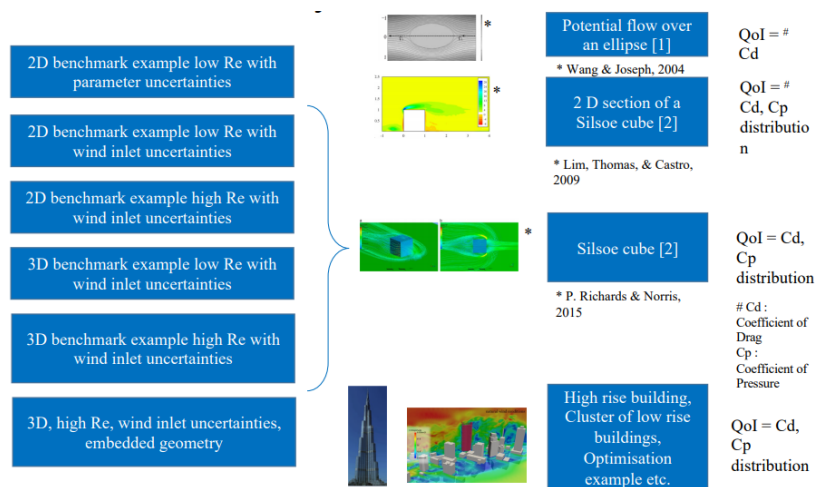 2D benchmark example low Re with
parameter uncertainties
2D benchmark example low Re with
wind inlet uncertainties
2D benchmark example high Re with
wind inlet uncertainties
3D benchmark example low Re with
wind inlet uncertainties
3D benchmark example high Re with
wind inlet uncertainties
3D, high Re, wind inlet uncertainties,
embedded geometry
*
*
*
Potential flow over
an ellipse [1]
* Wang & Joseph, 2004
2 D section of a
Silsoe cube [2]
* Lim, Thomas, & Castro,
2009
Silsoe cube [2]
* P. Richards & Norris,
2015
High rise building,
Cluster of low rise
buildings,
Optimisation
example etc.
QoI = #
Cd
QoI = #
Cd, Cp
distributio
n
QoI = Cd,
Cp
distribution
# Cd :
Coefficient of
Drag
Cp :
Coefficient of
Pressure
QoI = Cd,
Cp
distribution